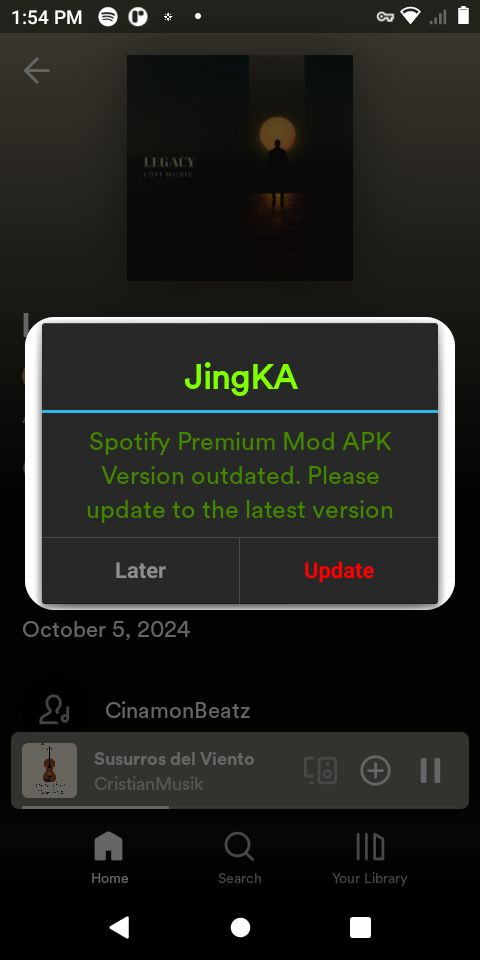 1:54 PM
LEGACY
LOFI MUSIC
JingKA
Spotify Premium Mod APK
Version outdated. Please
update to the latest version
Later
Update
October 5, 2024
CinamonBeatz
Susurros del Viento
CristianMusik
Home
Search
Your Library